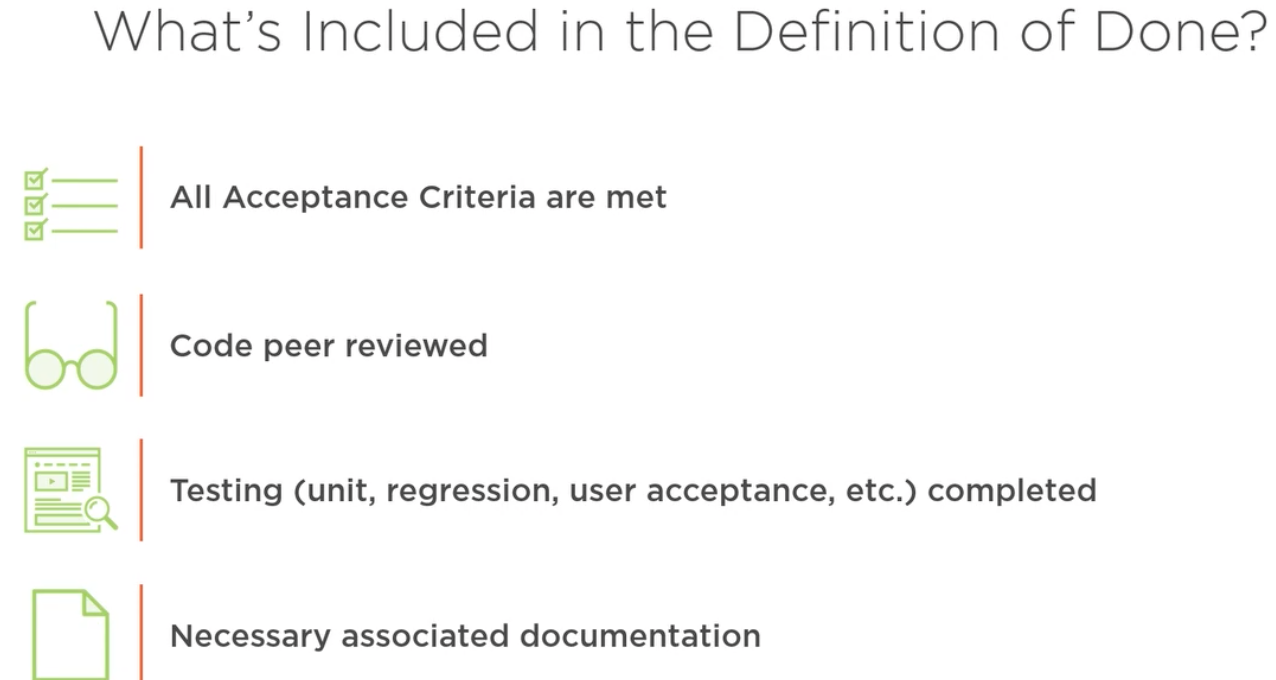 What’s Included in the Definition of Done?
All Acceptance Criteria are met
Code peer reviewed
Testing (unit, regression, user acceptance, etc.) completed
Necessary associated documentation